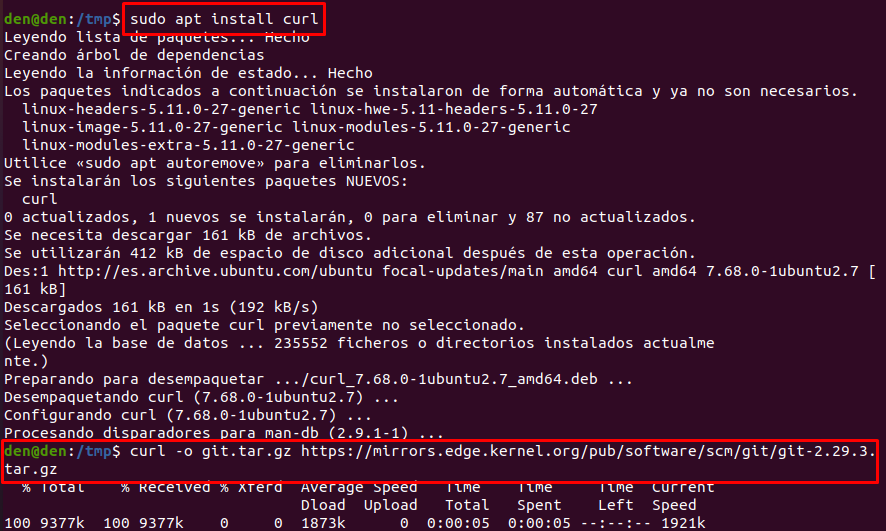 den@den:/tmp$ sudo apt install curl
Leyendo lista de paquetes... Hecho
Creando árbol de dependencias
Leyendo la información de estado... Hecho
Los paquetes indicados a continuación se instalaron de forma automática y ya no son necesarios.
  linux-headers-5.11.0-27-generic linux-hwe-5.11-headers-5.11.0-27
  linux-image-5.11.0-27-generic linux-modules-5.11.0-27-generic
  linux-modules-extra-5.11.0-27-generic
Utilice «sudo apt autoremove» para eliminarlos.
Se instalarán los siguientes paquetes NUEVOS:
  curl
0 actualizados, 1 nuevos se instalarán, 0 para eliminar y 87 no actualizados.
Se necesita descargar 161 kB de archivos.
Se utilizarán 412 kB de espacio de disco adicional después de esta operación.
Des:1 http://es.archive.ubuntu.com/ubuntu focal-updates/main amd64 curl amd64 7.68.0-1ubuntu2.7 [
161 kB]
Descargados 161 kB en 1s (192 kB/s)
Seleccionando el paquete curl previamente no seleccionado.
(Leyendo la base de datos ... 235552 ficheros o directorios instalados actualme
nte.)
Preparando para desempaquetar .../curl_7.68.0-1ubuntu2.7_amd64.deb ...
Desempaquetando curl (7.68.0-1ubuntu2.7) ...
Configurando curl (7.68.0-1ubuntu2.7) ...
Procesando disparadores para man-db (2.9.1-1) ...
den@den:/tmp$ curl -o git.tar.gz https://mirrors.edge.kernel.org/pub/software/scm/git/git-2.29.3.
tar.gz
  % Total    % Received % Xferd  Average Speed   Time    Time     Time  Current
                                 Dload  Upload   Total   Spent    Left  Speed
100 9377k  100 9377k    0     0  1873k      0  0:00:05  0:00:05 --:--:-- 1921k